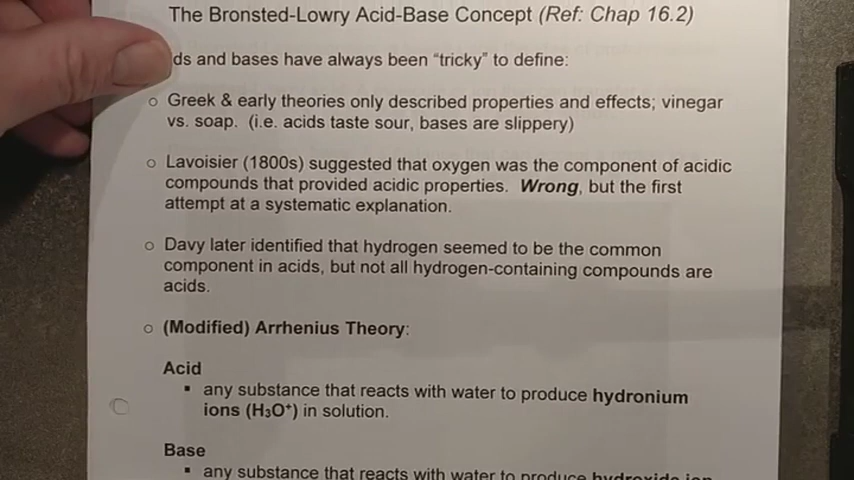 The Bronsted-Lowry Acid-Base Concept (Ref: Chap 16.2)
ds and bases have always been “tricky” to define:
○ Greek & early theories only described properties and effects; vinegar
vs. soap. (i.e. acids taste sour, bases are slippery)
○ Lavoisier (1800s) suggested that oxygen was the component of acidic
compounds that provided acidic properties. Wrong, but the first
attempt at a systematic explanation.
○ Davy later identified that hydrogen seemed to be the common
component in acids, but not all hydrogen-containing compounds are
acids.
○ (Modified) Arrhenius Theory:
Acid
▪ any substance that reacts with water to produce hydronium
ions (H₃O⁺) in solution.
Base
▪ any substance that reacts with water to produce hydroxide ion